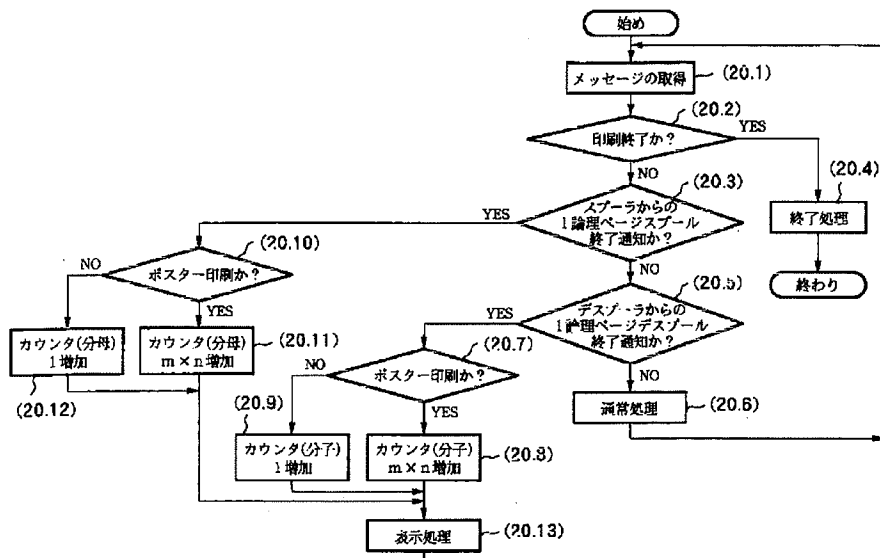 始め
メッセージの取得
(20.1)
印刷終了か?
(20.2)
YES
NO
(20.4)
終了処理
終わり
スプーラからの
1論理ページスプール
終了通知か?
(20.3)
YES
NO
(20.10)
ポスター印刷か?
NO
YES
デスプーラからの
1論理ページデスプール
終了通知か?
(20.5)
YES
NO
カウンタ(分母)
1増加
(20.12)
カウンタ(分母)
m×n増加
(20.11)
(20.7)
ポスター印刷か?
NO
YES
通常処理
(20.6)
(20.9)
カウンタ(分子)
1増加
カウンタ(分子)
m×n増加
(20.8)
表示処理
(20.13)